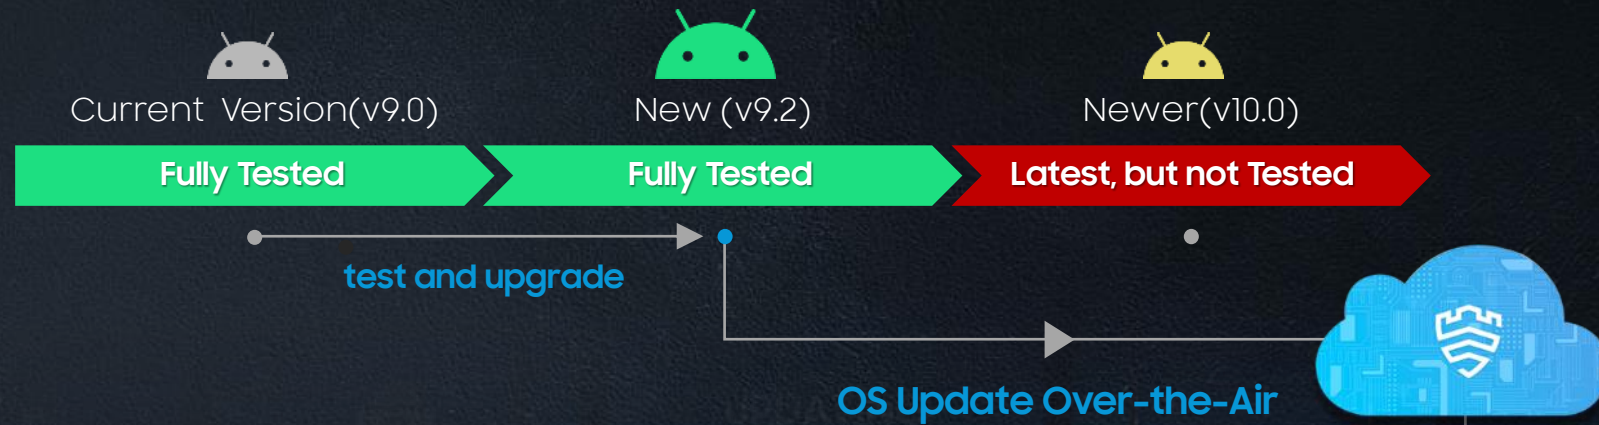 Current Version(v9.0)
New (v9.2)
Newer(v10.0)
Fully Tested
Fully Tested
Latest, but not Tested
test and upgrade
OS Update Over-the-Air